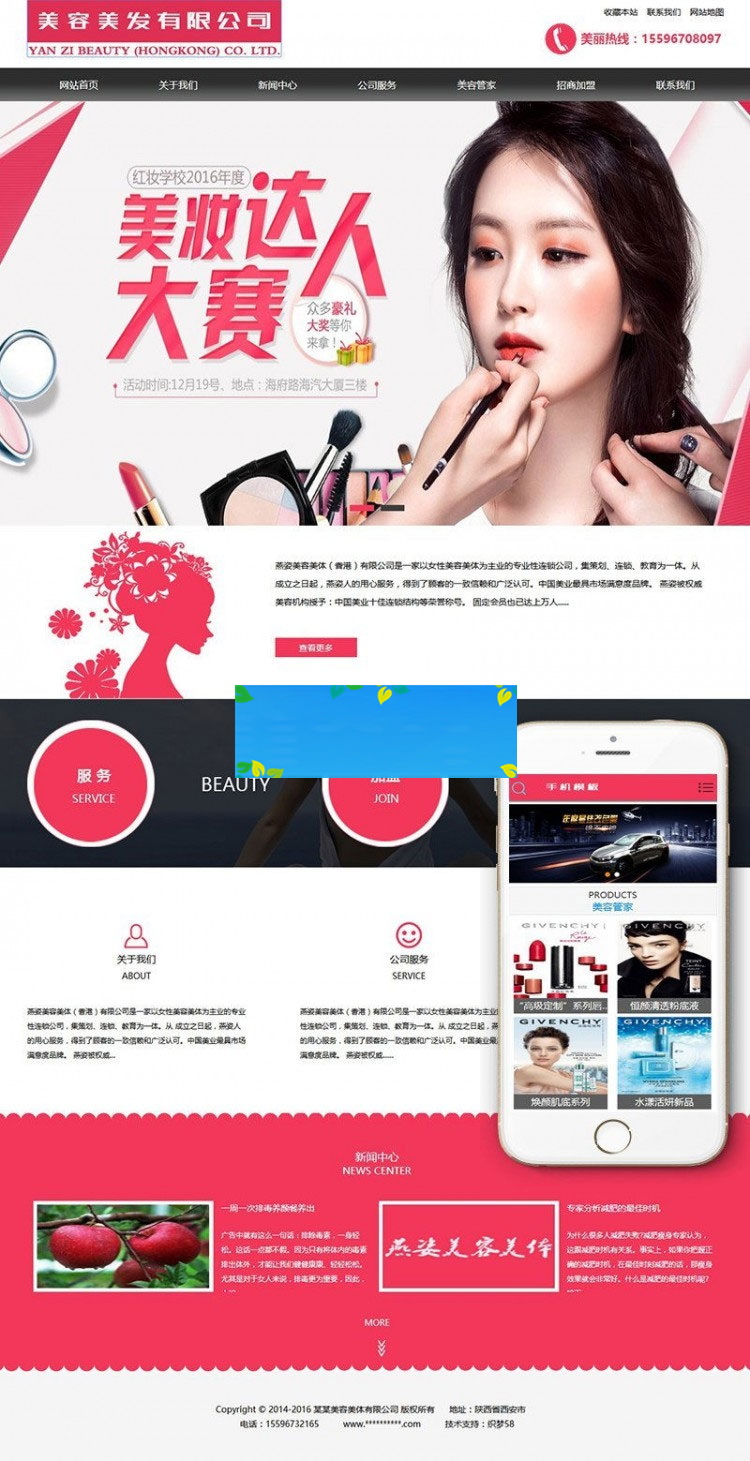 美容美发有限公司
YAN ZI BEAUTY (HONGKONG) CO. LTD.
收藏本站 联系我们 网站地图
美丽热线：15596708097
网站首页 关于我们 新闻中心 公司服务 美容管家 招商加盟 联系我们
红妆学校2016年度
美妆达人
大赛
众多豪礼
大奖等你
来拿！
活动时间:12月19号、地点：海府路海汽大厦三楼
燕姿美容美体（香港）有限公司是一家以女性美容美体为主业的专业性连锁公司，集策划、连锁、教育为一体。从
成立之日起，燕姿人的用心服务，得到了顾客的一致信赖和广泛认可。中国美业最具市场满意度品牌。 燕姿被权威
美容机构授予：中国美业十佳连锁结构等荣誉称号。 固定会员也已达上万人.....
查看更多
服务
SERVICE
BEAUTY
加盟
JOIN
手机模板
PRODUCTS
美容管家
GIVENCHY
GIVENCHY
“高级定制”系列唇..
恒颜清透粉底液
GIVENCHY
GIVENCHY
焕颜肌底系列
水漾活妍新品
关于我们
ABOUT
燕姿美容美体（香港）有限公司是一家以女性美容美体为主业的专业
性连锁公司，集策划、连锁、教育为一体。从 成立之日起，燕姿人
的用心服务，得到了顾客的一致信赖和广泛认可。中国美业最具市场
满意度品牌。 燕姿被权威...
公司服务
SERVICE
燕姿美容美体（香港）有限公司是一家以女性美容美体为主
性连锁公司，集策划、连锁、教育为一体。从 成立之日起，燕
的用心服务，得到了顾客的一致信赖和广泛认可。中国美业
满意度品牌。 燕姿被权威......
新闻中心
NEWS CENTER
一周一次排毒养颜餐养出
广告中就有这么一句话：排除毒素，一身轻
松。这话一点都不假。因为只有将体内的毒素
排出体外，才能让我们健健康康、轻轻松松。
尤其是对于女人来说，排毒更为重要，因此，
燕姿美容美体
专家分析减肥的最佳时机
为什么很多人减肥失败?减肥瘦身专家认为，
这跟减肥时机有关系。事实上，如果你把握正
确的减肥时机，在最佳时刻减肥的话，那瘦身
效果就会非常好。什么是减肥的最佳时机呢?
MORE
Copyright © 2014-2016 某某美容美体有限公司 版权所有 地址：陕西省西安市
电话：15596732165 www.**********.com 技术支持：织梦58